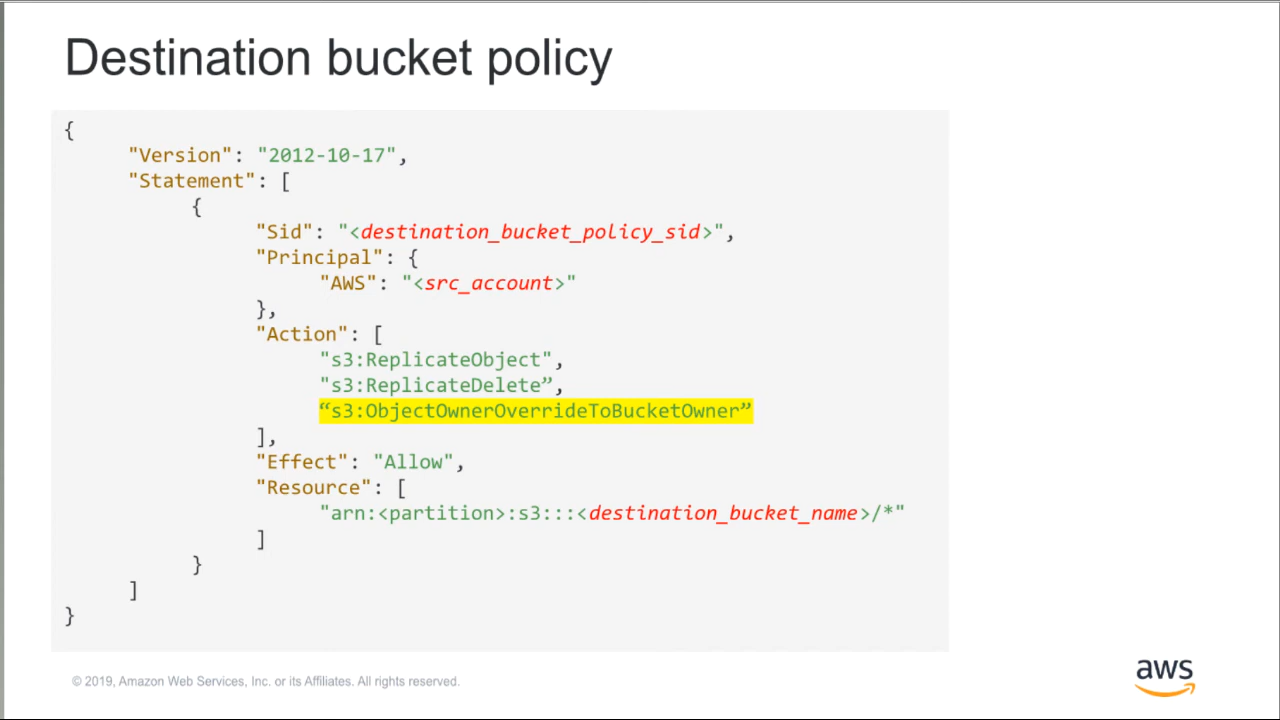 Destination bucket policy
{
"Version": "2012-10-17",
"Statement": [
{
"Sid": "<destination_bucket_policy_sid>",
"Principal": {
"AWS": "<src_account>"
},
"Action": [
"s3:ReplicateObject",
"s3:ReplicateDelete”,
“s3:ObjectOwnerOverrideToBucketOwner”
],
"Effect": "Allow",
"Resource": [
"arn:<partition>:s3:::<destination_bucket_name>/*"
]
}
]
}
© 2019, Amazon Web Services, Inc. or its Affiliates. All rights reserved.
aws